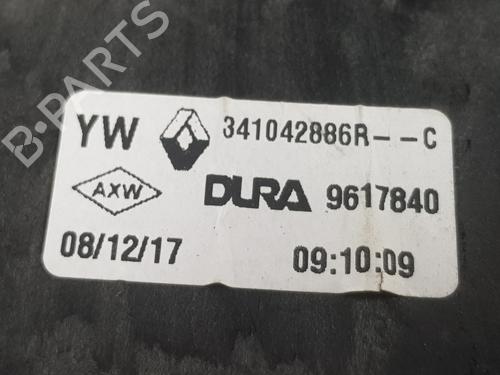 B-PARTS
YW 341042886R--C
AXW DURA 9617840
08/12/17 09:10:09